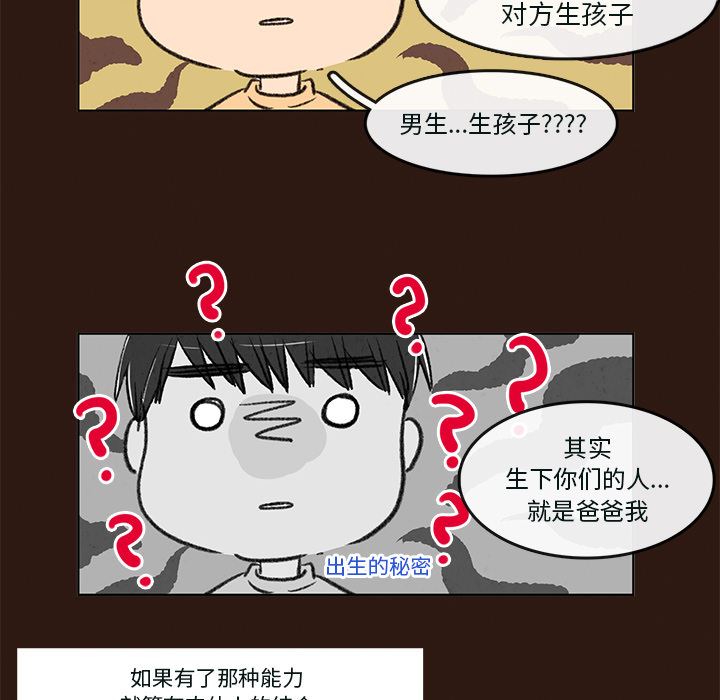 对方生孩子
男生...生孩子????
其实
生下你们的人...
就是爸爸我
出生的秘密
如果有了那种能力